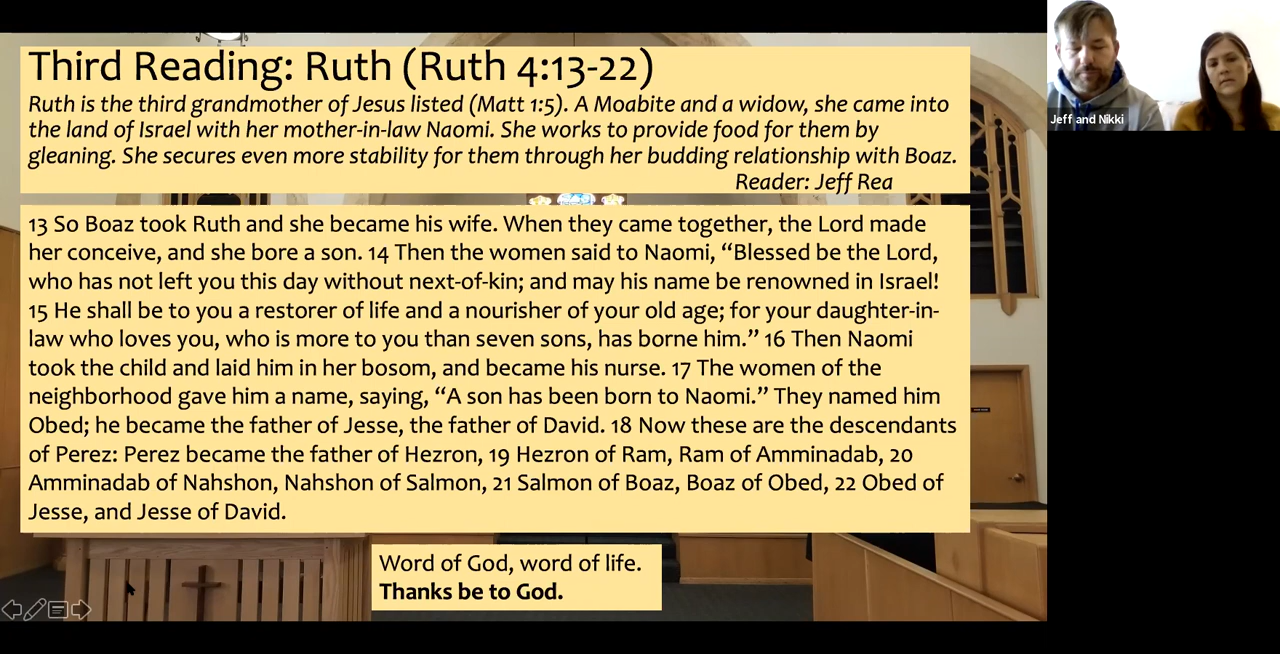 Third Reading: Ruth (Ruth 4:13-22)
Ruth is the third grandmother of Jesus listed (Matt 1:5). A Moabite and a widow, she came into
the land of Israel with her mother-in-law Naomi. She works to provide food for them by
gleaning. She secures even more stability for them through her budding relationship with Boaz.
Reader: Jeff Rea
13 So Boaz took Ruth and she became his wife. When they came together, the Lord made
her conceive, and she bore a son. 14 Then the women said to Naomi, “Blessed be the Lord,
who has not left you this day without next-of-kin; and may his name be renowned in Israel!
15 He shall be to you a restorer of life and a nourisher of your old age; for your daughter-in-
law who loves you, who is more to you than seven sons, has borne him.” 16 Then Naomi
took the child and laid him in her bosom, and became his nurse. 17 The women of the
neighborhood gave him a name, saying, “A son has been born to Naomi.” They named him
Obed; he became the father of Jesse, the father of David. 18 Now these are the descendants
of Perez: Perez became the father of Hezron, 19 Hezron of Ram, Ram of Amminadab, 20
Amminadab of Nahshon, Nahshon of Salmon, 21 Salmon of Boaz, Boaz of Obed, 22 Obed of
Jesse, and Jesse of David.
Word of God, word of life.
Thanks be to God.
Jeff and Nikki